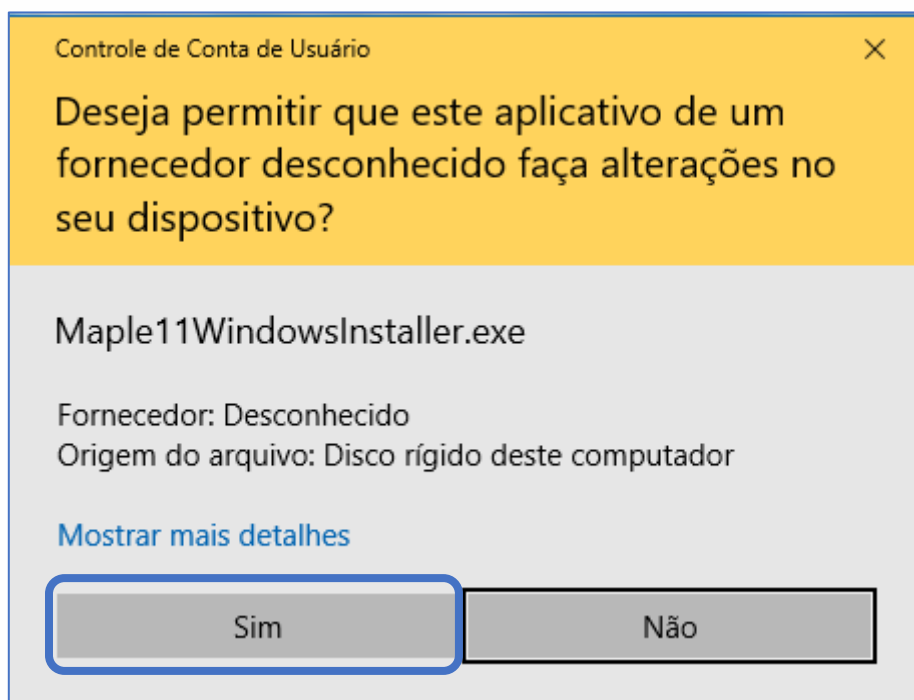 Controle de Conta de Usuário
Deseja permitir que este aplicativo de um
fornecedor desconhecido faça alterações no
seu dispositivo?
Maple11WindowsInstaller.exe
Fornecedor: Desconhecido
Origem do arquivo: Disco rígido deste computador
Mostrar mais detalhes
Sim
Não